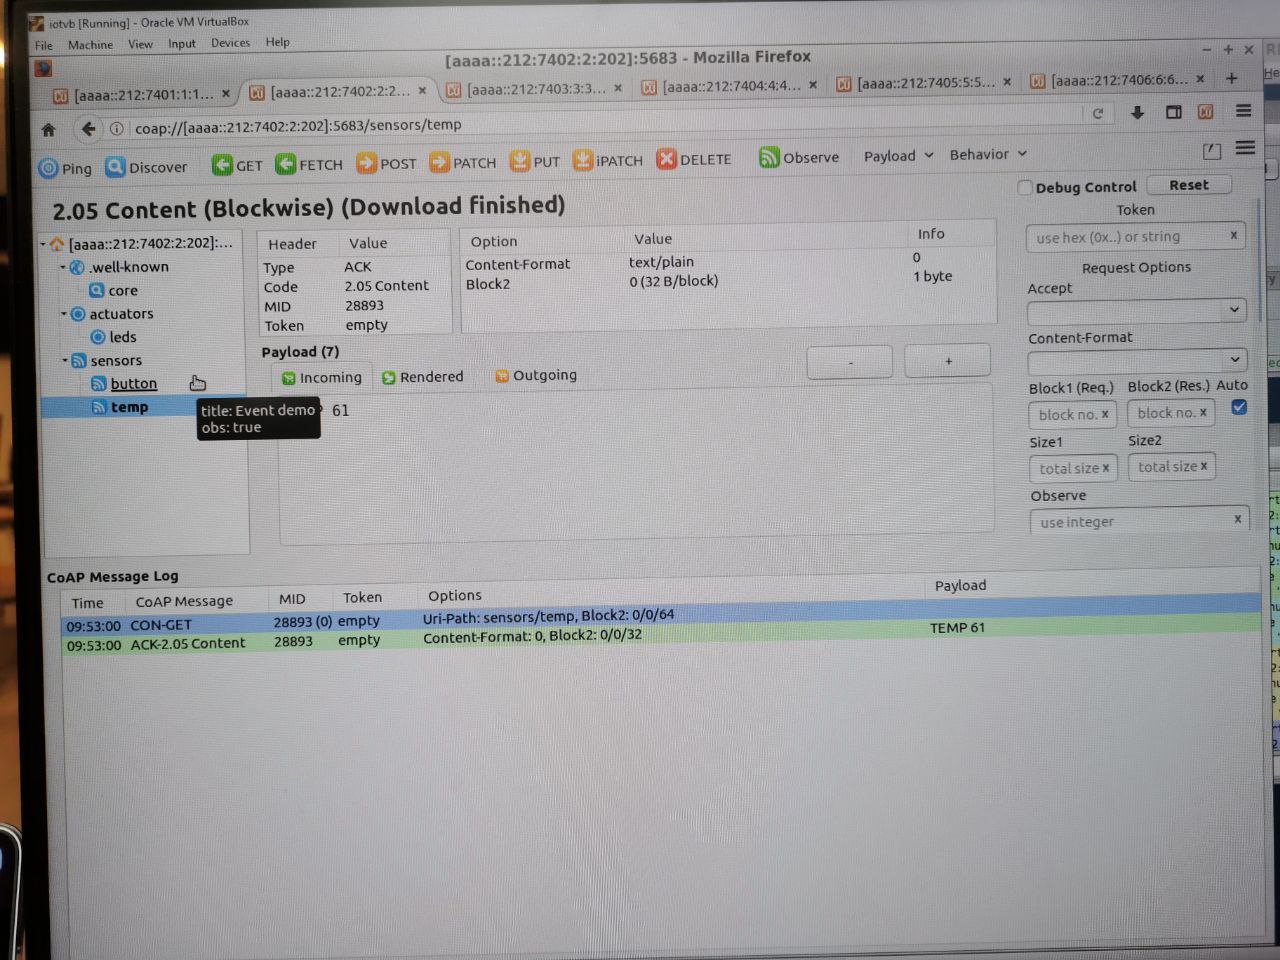 iotvb [Running] - Oracle VM VirtualBox
File Machine View Input Devices Help
[aaaa::212:7402:2:202]:5683 - Mozilla Firefox
[aaaa::212:7401:1:1... × [aaaa::212:7402:2:2... × [aaaa::212:7403:3:3... × [aaaa::212:7404:4:4... × [aaaa::212:7405:5:5... × [aaaa::212:7406:6:6... × +
coap://[aaaa::212:7402:2:202]:5683/sensors/temp
Ping Discover GET FETCH POST PATCH PUT iPATCH DELETE Observe Payload Behavior
2.05 Content (Blockwise) (Download finished)
Debug Control Reset
[aaaa::212:7402:2:202]:...
.well-known
core
actuators
leds
sensors
button
temp
title: Event demo
obs: true
Header Value
Type ACK
Code 2.05 Content
MID 28893
Token empty
Option Value Info
Content-Format text/plain 0
Block2 0 (32 B/block) 1 byte
Payload (7)
- +
Incoming Rendered Outgoing
61
Token
use hex (0x..) or string x
Request Options
Accept
Content-Format
Block1 (Req.) Block2 (Res.) Auto
block no. x block no. x
Size1 Size2
total size x total size x
Observe
use integer x
CoAP Message Log
Time CoAP Message MID Token Options Payload
09:53:00 CON-GET 28893 (0) empty Uri-Path: sensors/temp, Block2: 0/0/64
09:53:00 ACK-2.05 Content 28893 empty Content-Format: 0, Block2: 0/0/32 TEMP 61